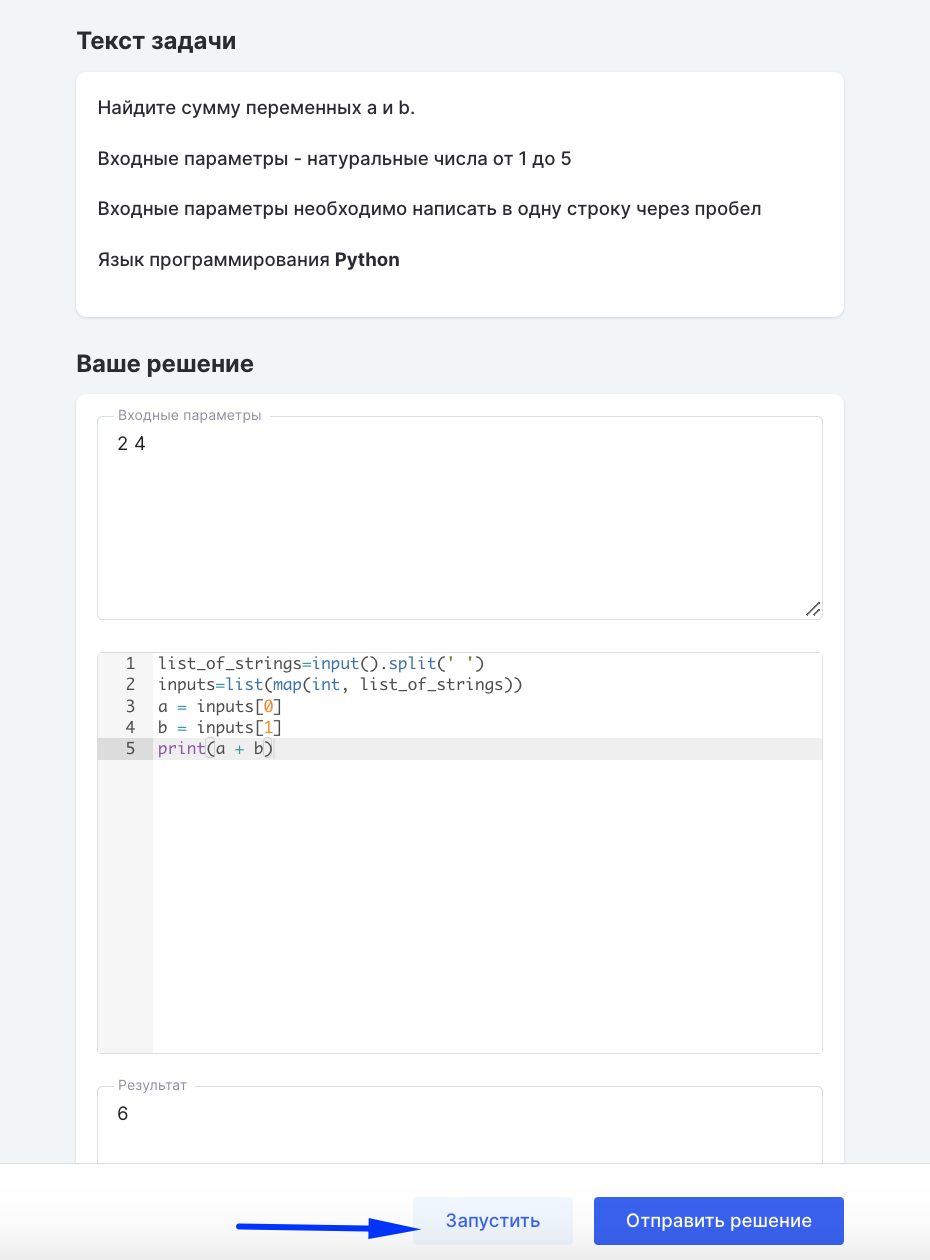 Текст задачи
Найдите сумму переменных a и b.
Входные параметры - натуральные числа от 1 до 5
Входные параметры необходимо написать в одну строку через пробел
Язык программирования Python
Ваше решение
Входные параметры
2 4
1 list_of_strings=input().split(' ')
2 inputs=list(map(int, list_of_strings))
3 a = inputs[0]
4 b = inputs[1]
5 print(a + b)
Результат
6
Запустить Отправить решение